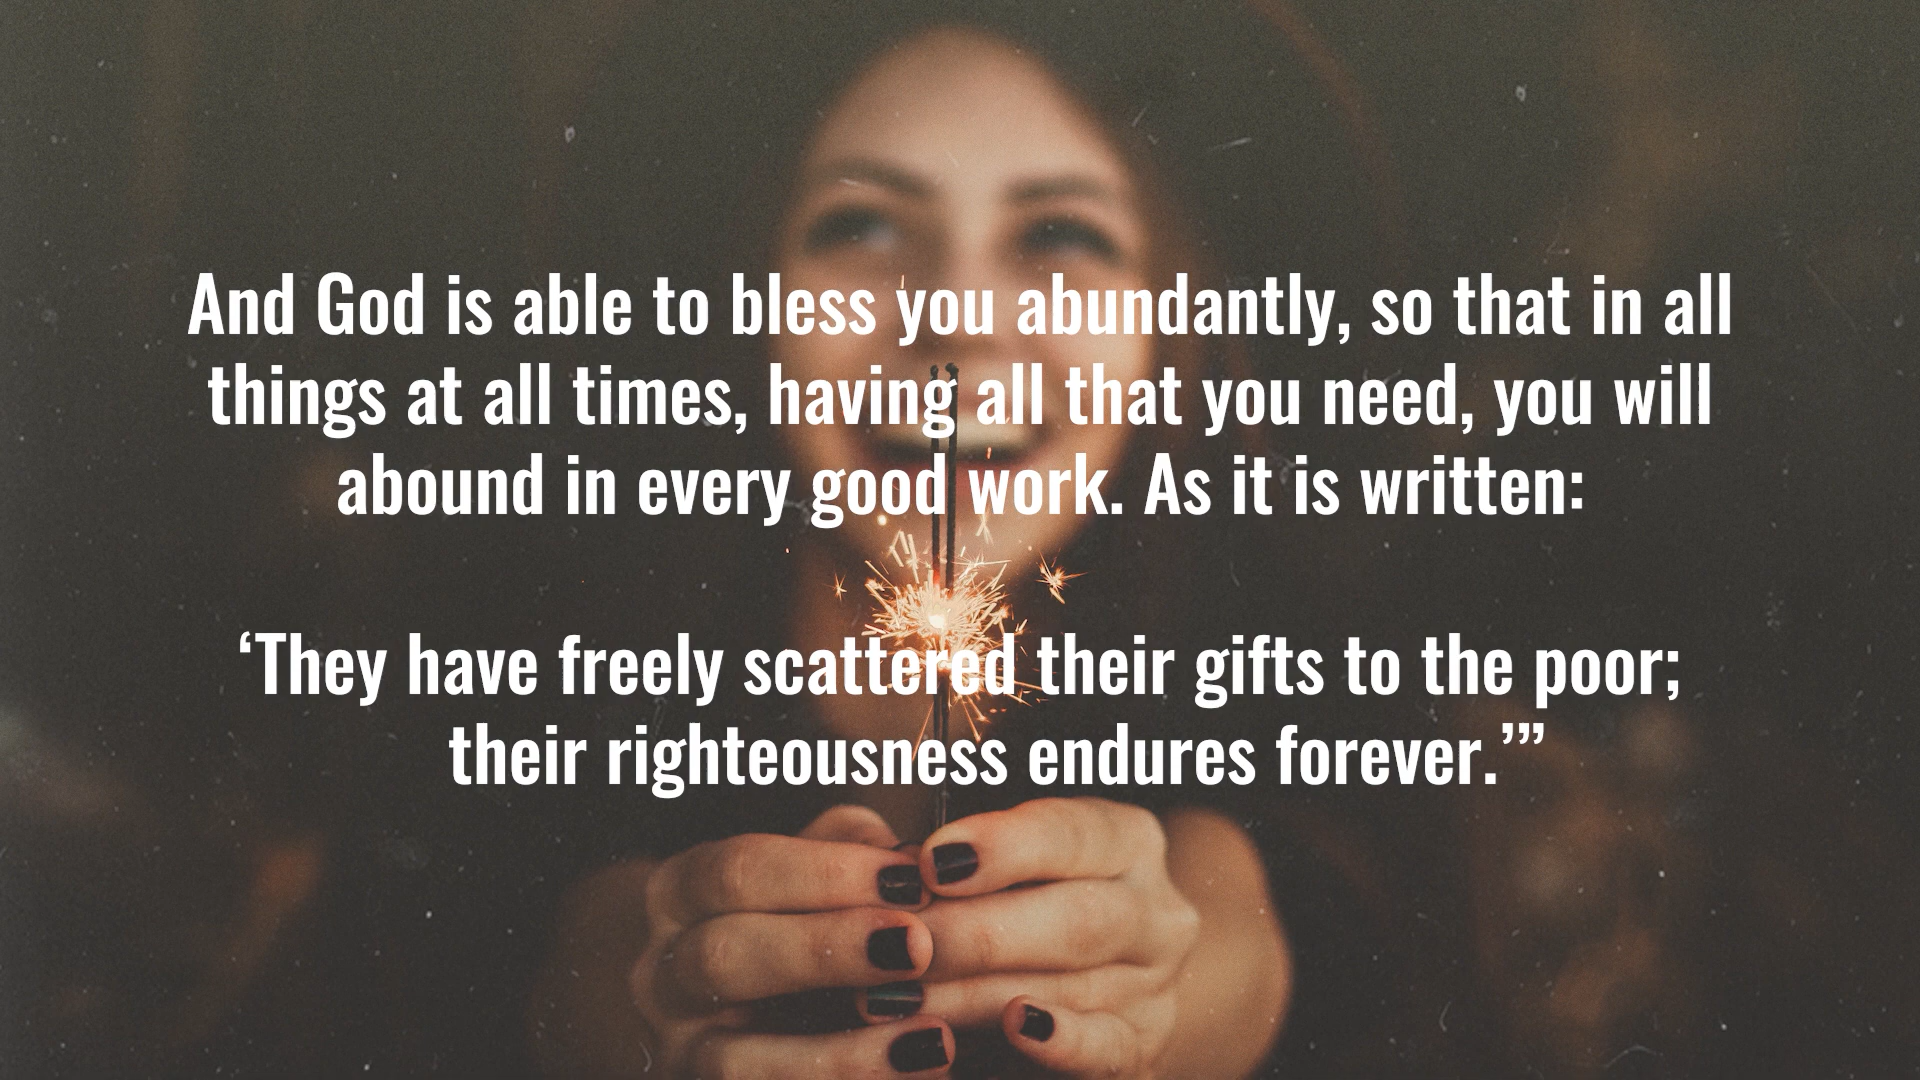 And God is able to bless you abundantly, so that in all
things at all times, having all that you need, you will
abound in every good work. As it is written:
‘They have freely scattered their gifts to the poor;
their righteousness endures forever.’”